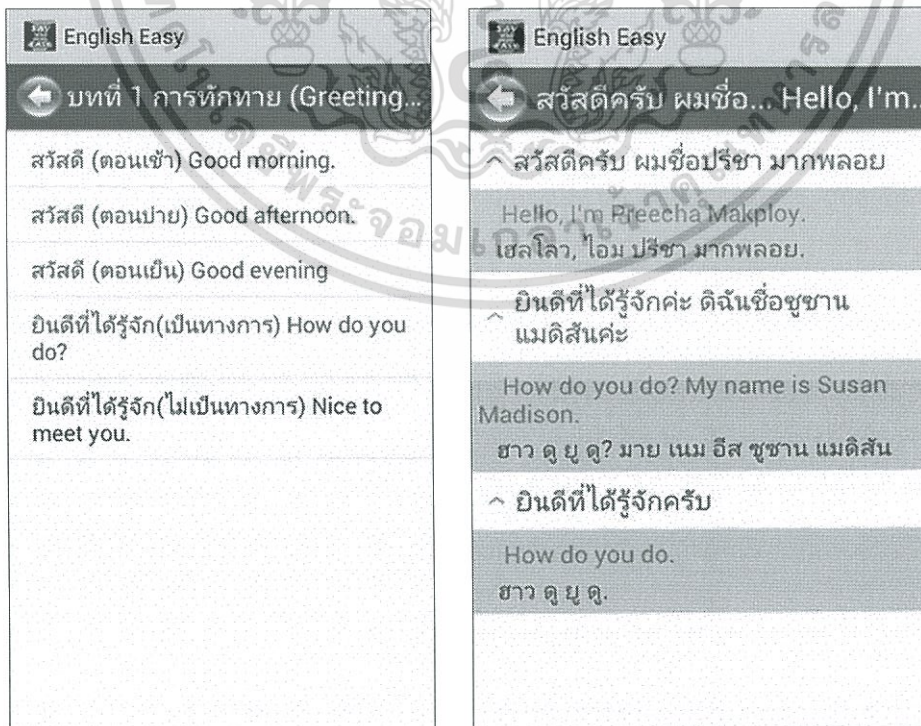 English Easy
บทที่ 1 การทักทาย (Greeting...
สวัสดี (ตอนเช้า) Good morning.
สวัสดี (ตอนบ่าย) Good afternoon.
สวัสดี (ตอนเย็น) Good evening
ยินดีที่ได้รู้จัก(เป็นทางการ) How do you
do?
ยินดีที่ได้รู้จัก(ไม่เป็นทางการ) Nice to
meet you.
English Easy
สวัสดีครับ ผมชื่อ... Hello, I'm.
สวัสดีครับ ผมชื่อปรีชา มากพลอย
Hello, I'm Preecha Makploy.
เฮลโลว, ไอม ปรีชา มากพลอย.
ยินดีที่ได้รู้จักค่ะ ดิฉันชื่อซูซาน
แมดิสันค่ะ
How do you do? My name is Susan
Madison.
ฮาว ดู ยู ดู? มาย เนม อีส ซูซาน แมดิสัน
ยินดีที่ได้รู้จักครับ
How do you do.
ฮาว ดู ยู ดู.